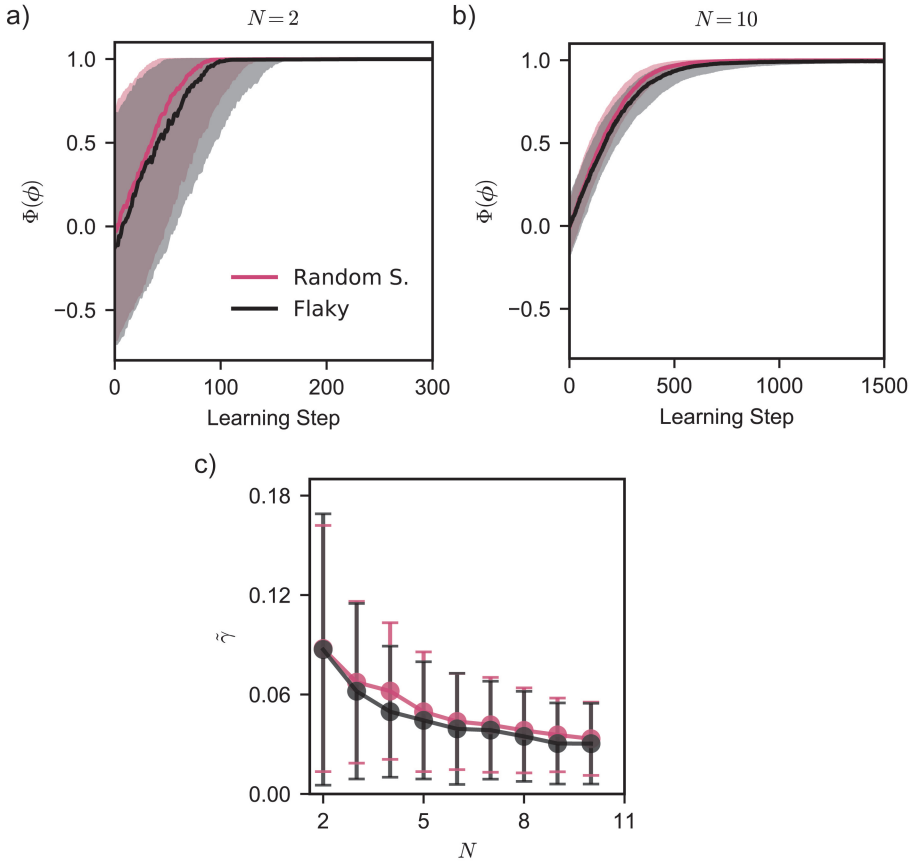 a)
N = 2
1.0
0.5
0.0
−0.5
Φ(ϕ)
Random S.
Flaky
0 100 200 300
Learning Step
b)
N = 10
1.0
0.5
0.0
−0.5
Φ(ϕ)
0 500 1000 1500
Learning Step
c)
0.18
0.12
0.06
0.00
γ̃
2 5 8 11
N